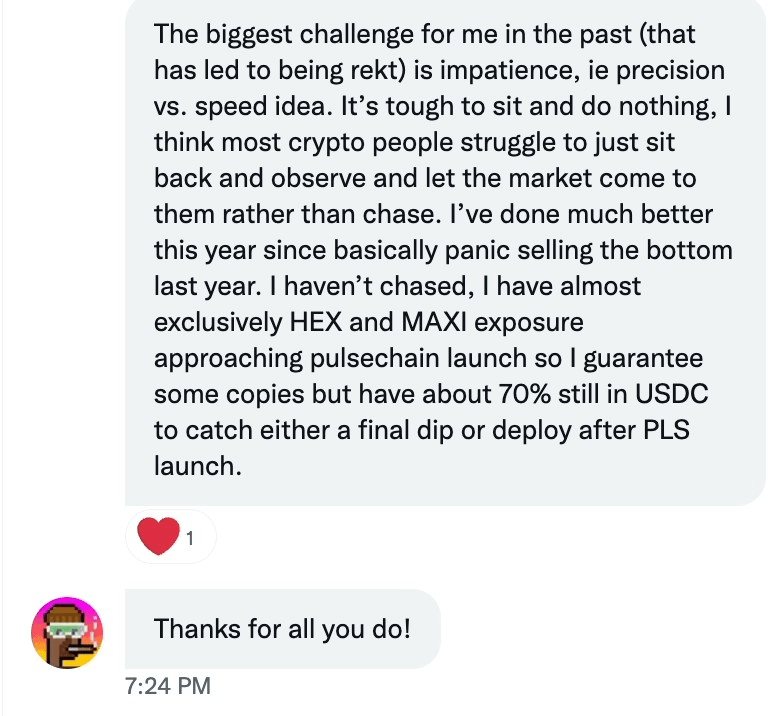 The biggest challenge for me in the past (that
has led to being rekt) is impatience, ie precision
vs. speed idea. It’s tough to sit and do nothing, I
think most crypto people struggle to just sit
back and observe and let the market come to
them rather than chase. I’ve done much better
this year since basically panic selling the bottom
last year. I haven’t chased, I have almost
exclusively HEX and MAXI exposure
approaching pulsechain launch so I guarantee
some copies but have about 70% still in USDC
to catch either a final dip or deploy after PLS
launch.
1
Thanks for all you do!
7:24 PM